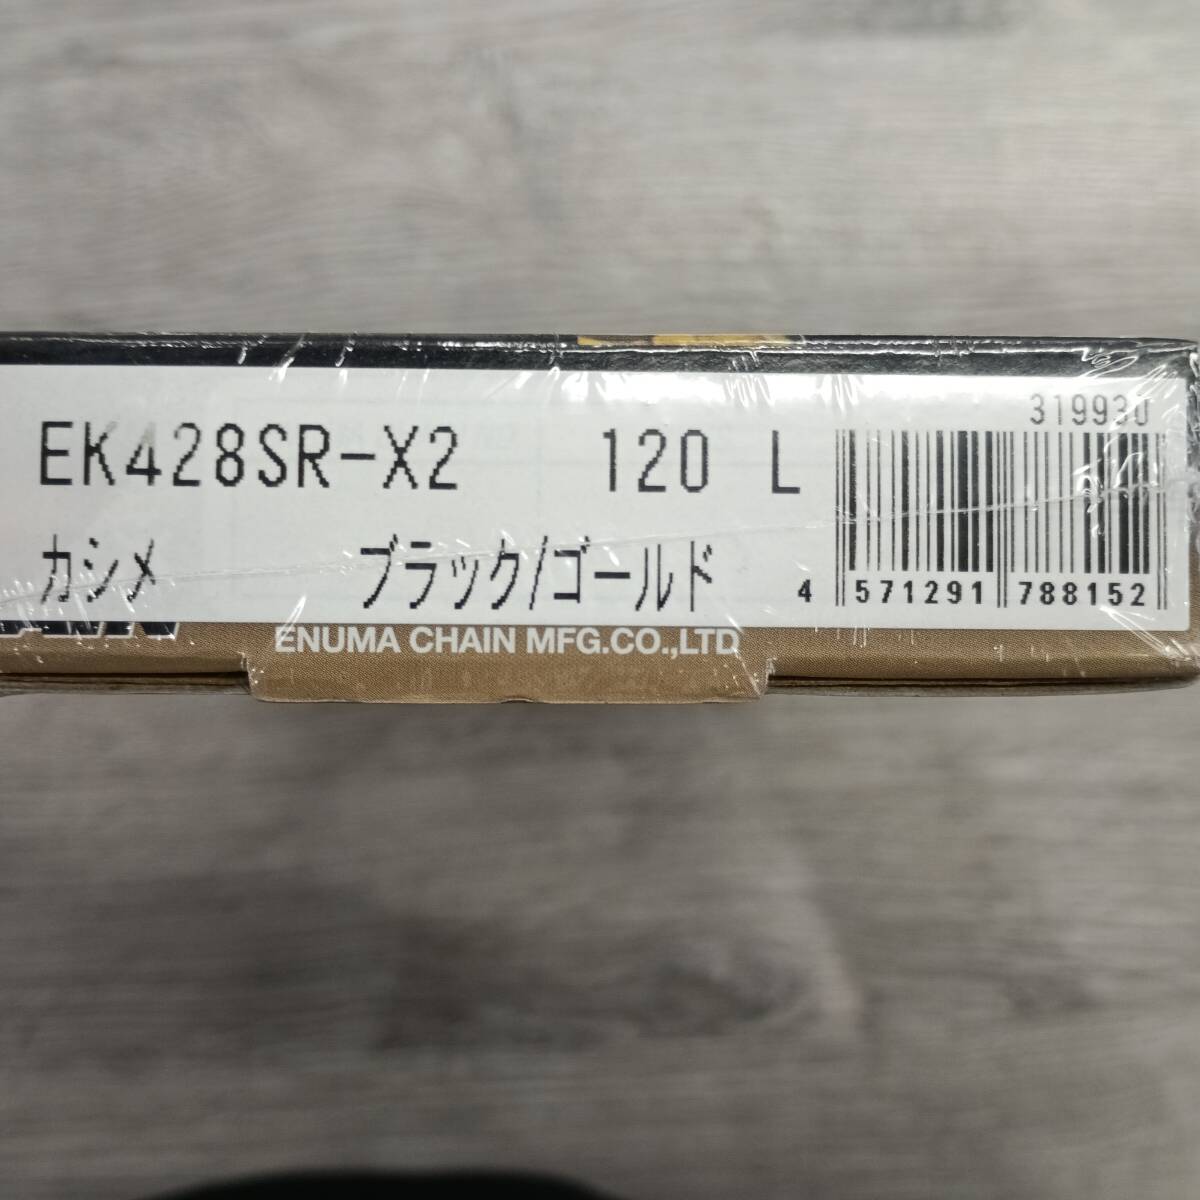 319930
EK428SR-X2 120 L
カシメ ブラック/ゴールド
4 571291 788152
ENUMA CHAIN MFG.CO.,LTD